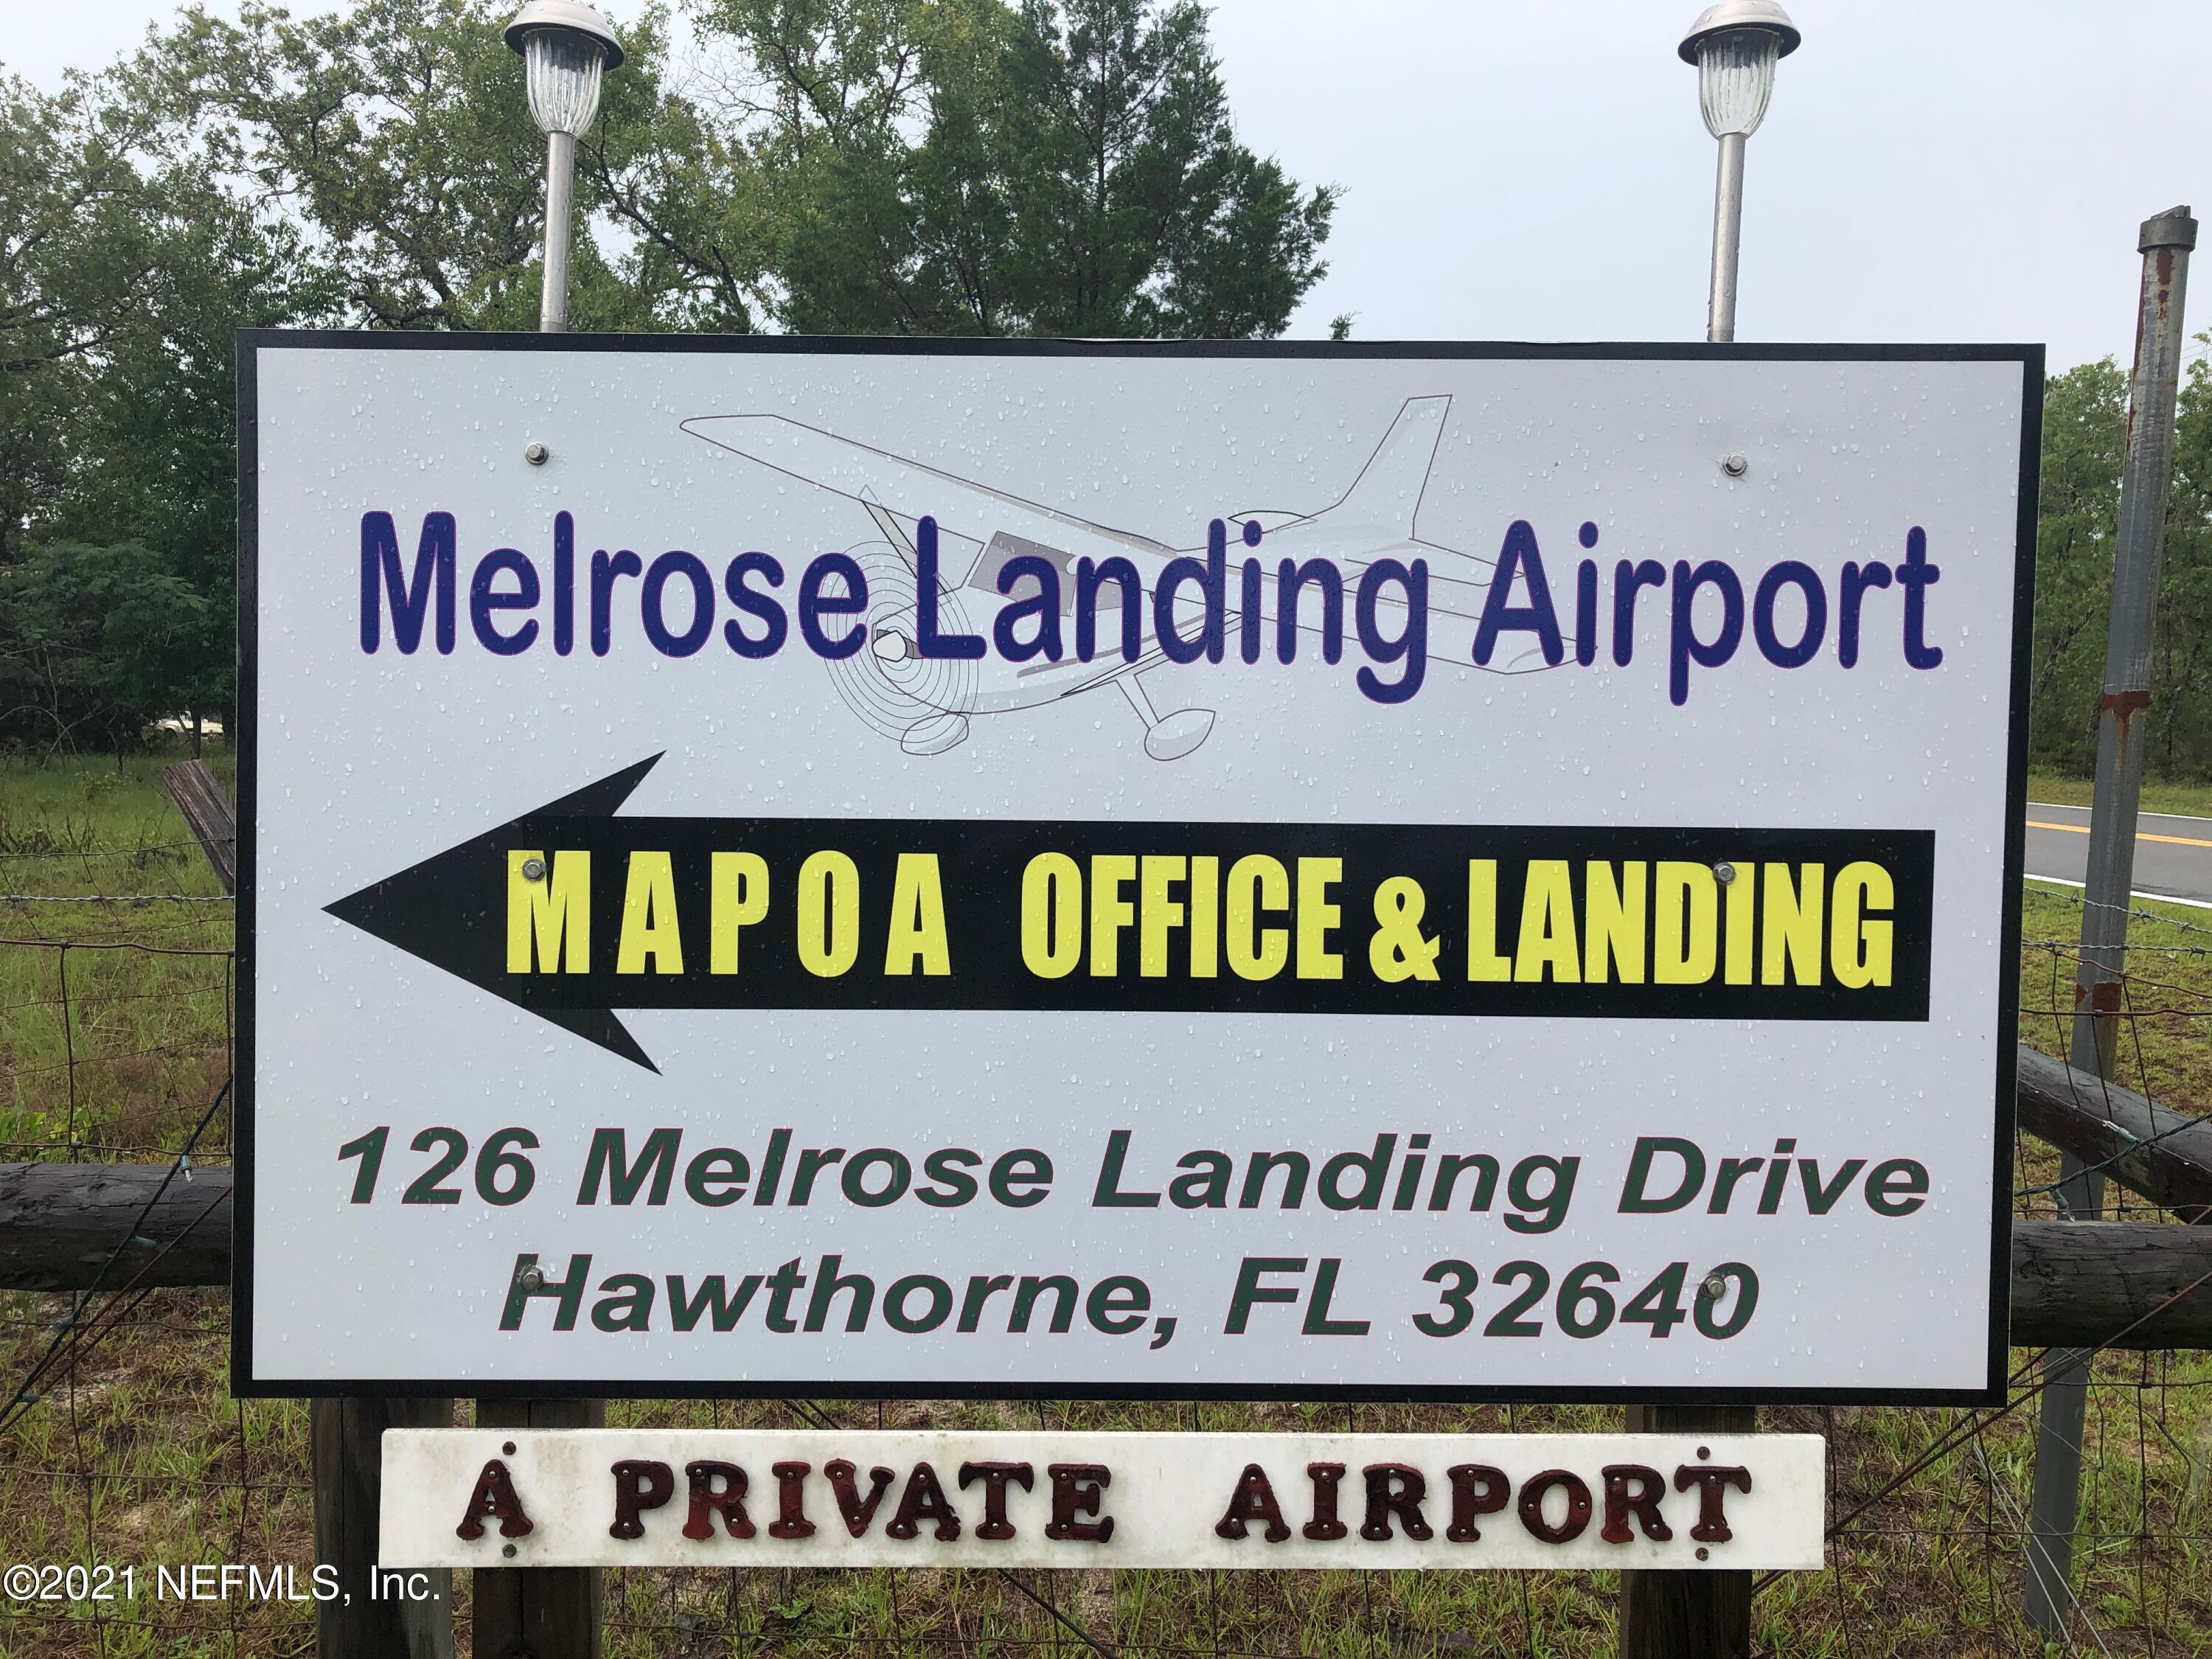 Melrose Landing Airport
MAPOA OFFICE & LANDING
126 Melrose Landing Drive
Hawthorne, FL 32640
A PRIVATE AIRPORT
©2021 NEFMLS, Inc.